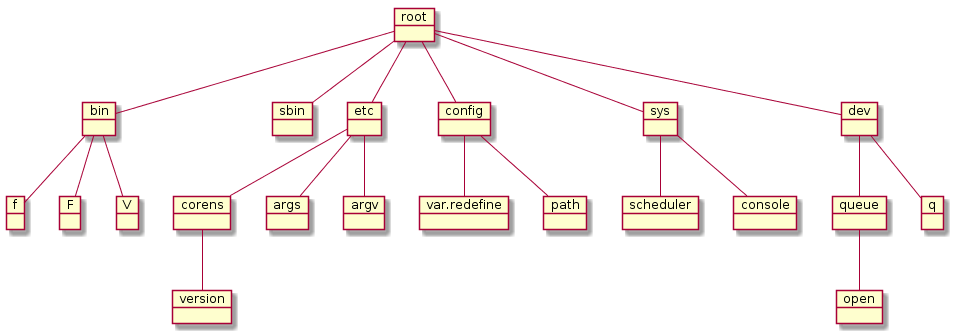 root
bin
sbin
etc
config
sys
dev
f
F
V
corens
args
argv
var.redefine
path
scheduler
console
queue
q
version
open